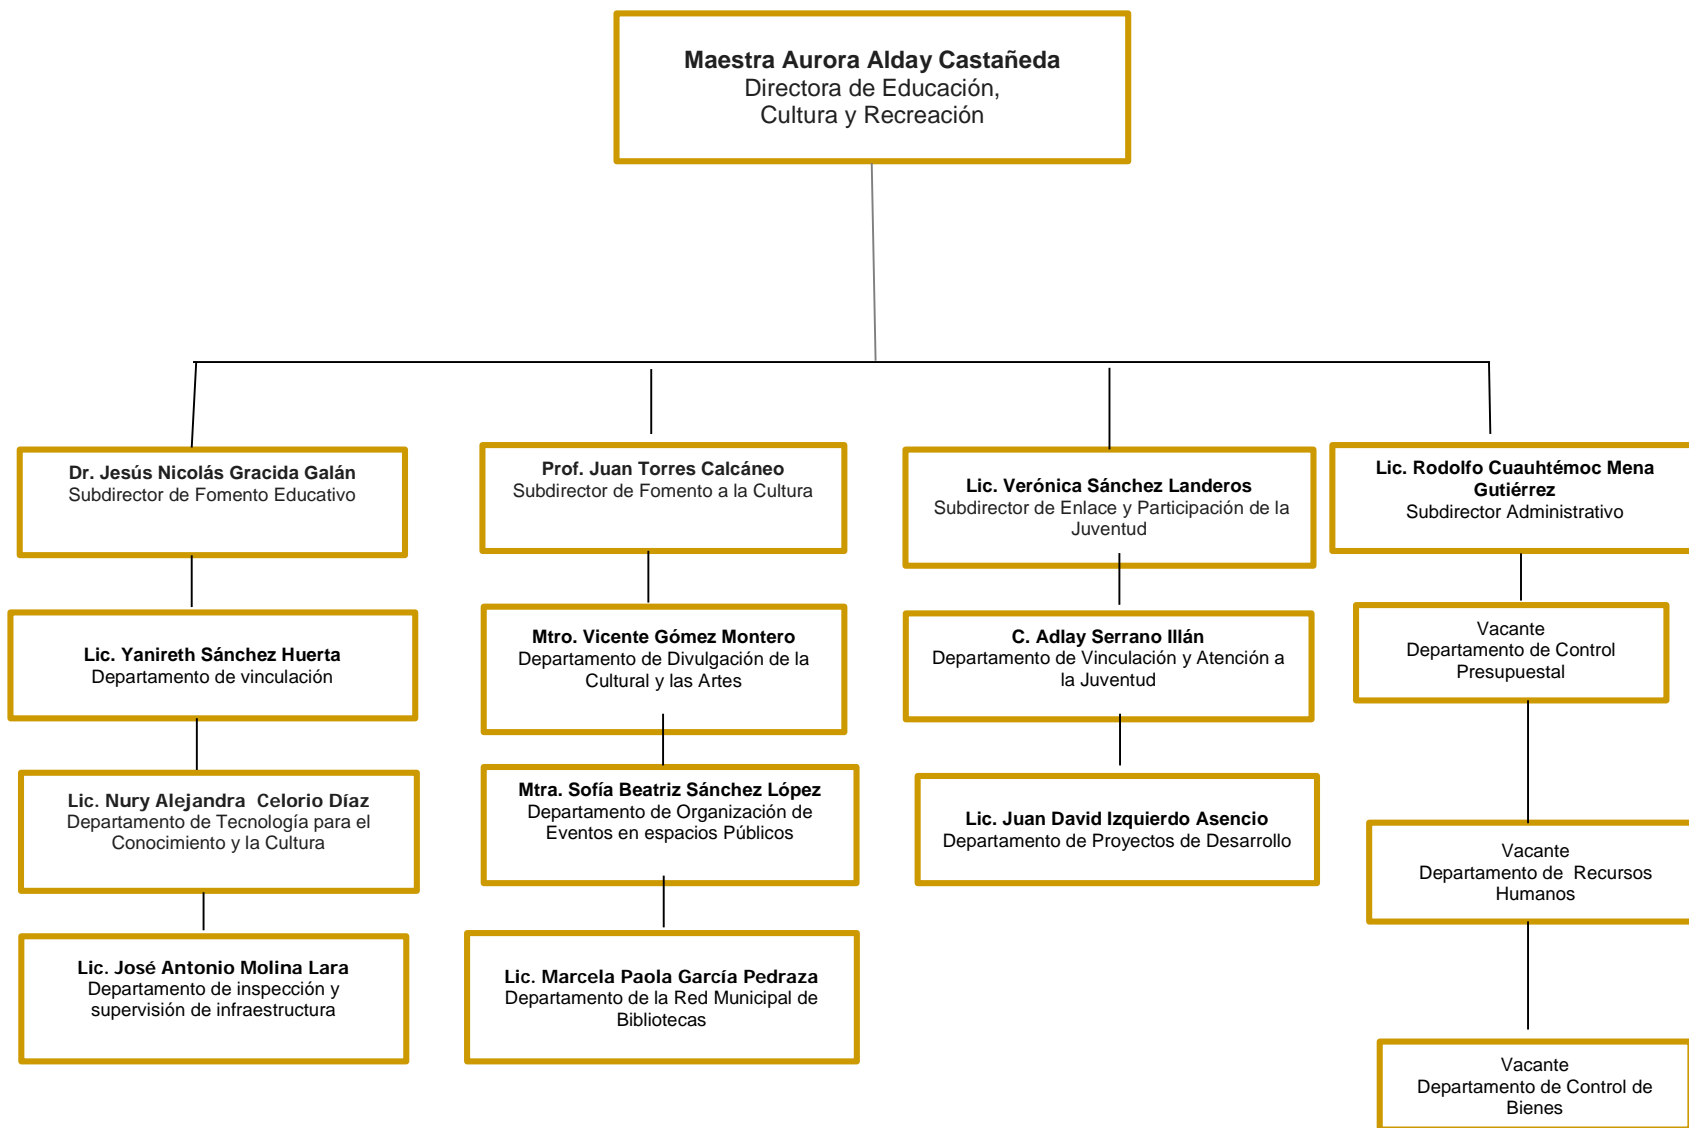 Maestra Aurora Alday Castañeda
Directora de Educación,
Cultura y Recreación
Dr. Jesús Nicolás Gracida Galán
Subdirector de Fomento Educativo
Lic. Yanireth Sánchez Huerta
Departamento de vinculación
Lic. Nury Alejandra Celorio Díaz
Departamento de Tecnología para el
Conocimiento y la Cultura
Lic. José Antonio Molina Lara
Departamento de inspección y
supervisión de infraestructura
Prof. Juan Torres Calcáneo
Subdirector de Fomento a la Cultura
Mtro. Vicente Gómez Montero
Departamento de Divulgación de la
Cultural y las Artes
Mtra. Sofía Beatriz Sánchez López
Departamento de Organización de
Eventos en espacios Públicos
Lic. Marcela Paola García Pedraza
Departamento de la Red Municipal de
Bibliotecas
Lic. Verónica Sánchez Landeros
Subdirector de Enlace y Participación de la
Juventud
C. Adlay Serrano Illán
Departamento de Vinculación y Atención a
la Juventud
Lic. Juan David Izquierdo Asencio
Departamento de Proyectos de Desarrollo
Lic. Rodolfo Cuauhtémoc Mena
Gutiérrez
Subdirector Administrativo
Vacante
Departamento de Control
Presupuestal
Vacante
Departamento de Recursos
Humanos
Vacante
Departamento de Control de
Bienes